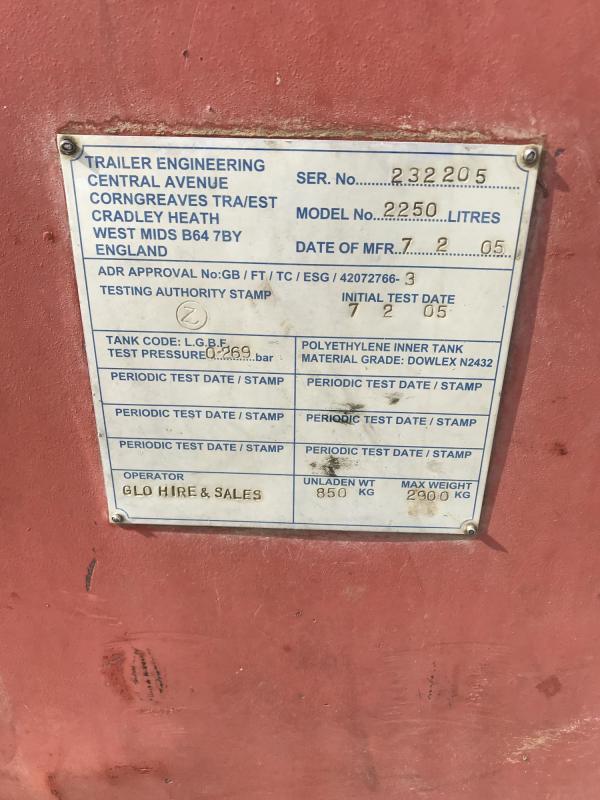 TRAILER ENGINEERING
CENTRAL AVENUE
CORNGREAVES TRA/EST
CRADLEY HEATH
WEST MIDS B64 7BY
ENGLAND
SER. No. 232205
MODEL No. 2250 LITRES
DATE OF MFR. 7 2 05
ADR APPROVAL No:GB / FT / TC / ESG / 42072766-3
TESTING AUTHORITY STAMP
Z
INITIAL TEST DATE
7 2 05
TANK CODE: L.G.B.F.
TEST PRESSURE 0.269 bar
POLYETHYLENE INNER TANK
MATERIAL GRADE: DOWLEX N2432
PERIODIC TEST DATE / STAMP
PERIODIC TEST DATE / STAMP
PERIODIC TEST DATE / STAMP
PERIODIC TEST DATE / STAMP
PERIODIC TEST DATE / STAMP
PERIODIC TEST DATE / STAMP
OPERATOR
GLO HIRE & SALES
UNLADEN WT
850 KG
MAX WEIGHT
2900 KG